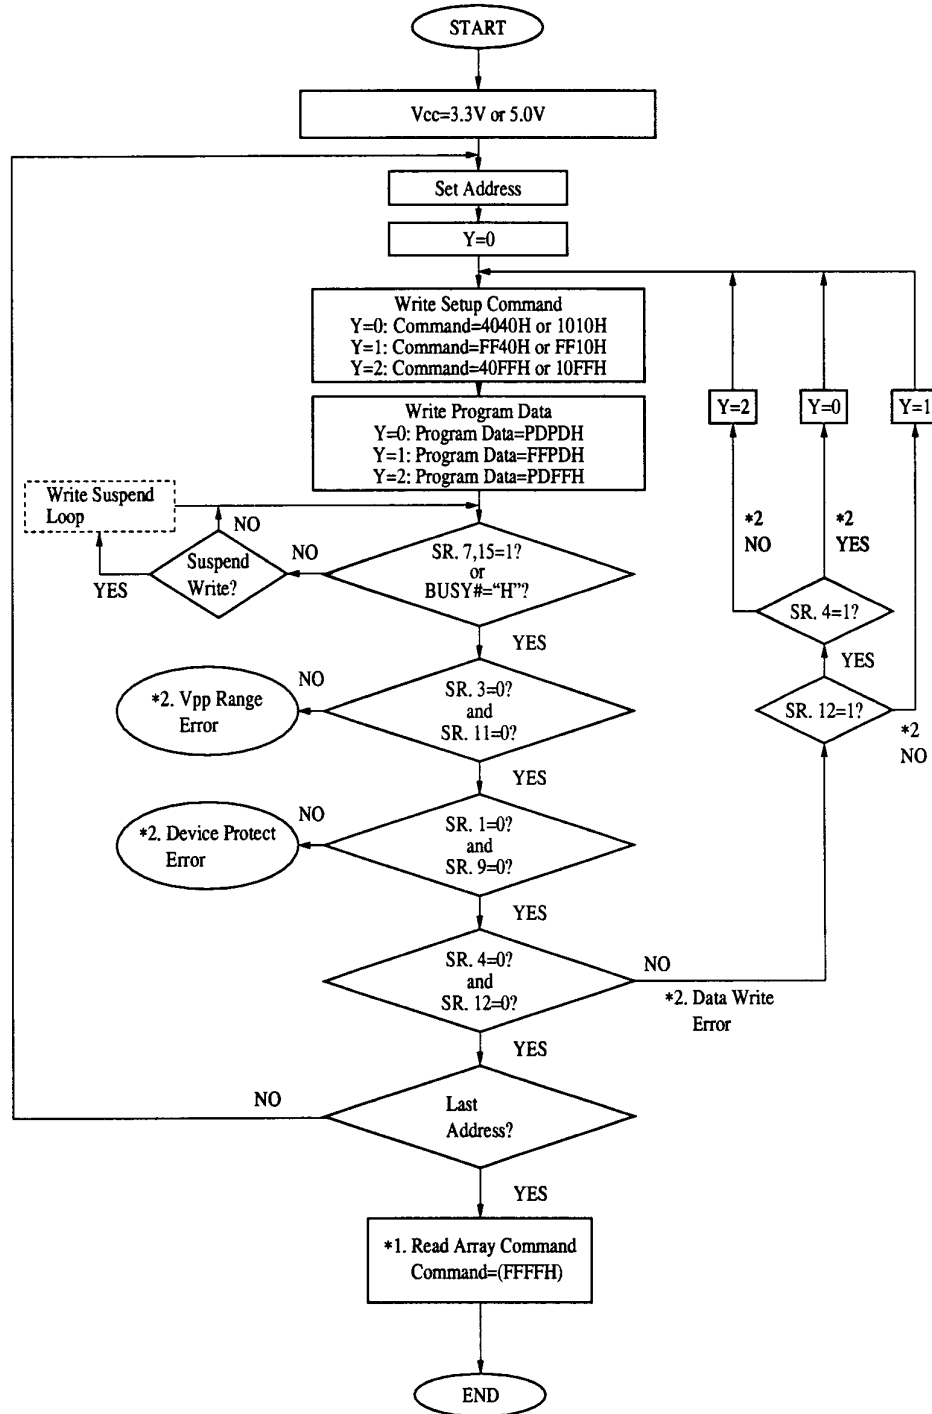 START
Vcc=3.3V or 5.0V
Set Address
Y=0
Write Setup Command
Y=0: Command=4040H or 1010H
Y=1: Command=FF40H or FF10H
Y=2: Command=40FFH or 10FFH
Y=2
Y=0
Y=1
Write Program Data
Y=0: Program Data=PDPDH
Y=1: Program Data=FFPDH
Y=2: Program Data=PDFFH
Write Suspend
Loop
NO
YES
Suspend
Write?
NO
SR. 7,15=1?
or
BUSY#="H"?
YES
*2
NO
*2
YES
SR. 4=1?
YES
SR. 12=1?
*2
NO
*2. Vpp Range
Error
NO
SR. 3=0?
and
SR. 11=0?
YES
*2. Device Protect
Error
NO
SR. 1=0?
and
SR. 9=0?
YES
SR. 4=0?
and
SR. 12=0?
NO
*2. Data Write
Error
YES
NO
Last
Address?
YES
*1. Read Array Command
Command=(FFFFH)
END